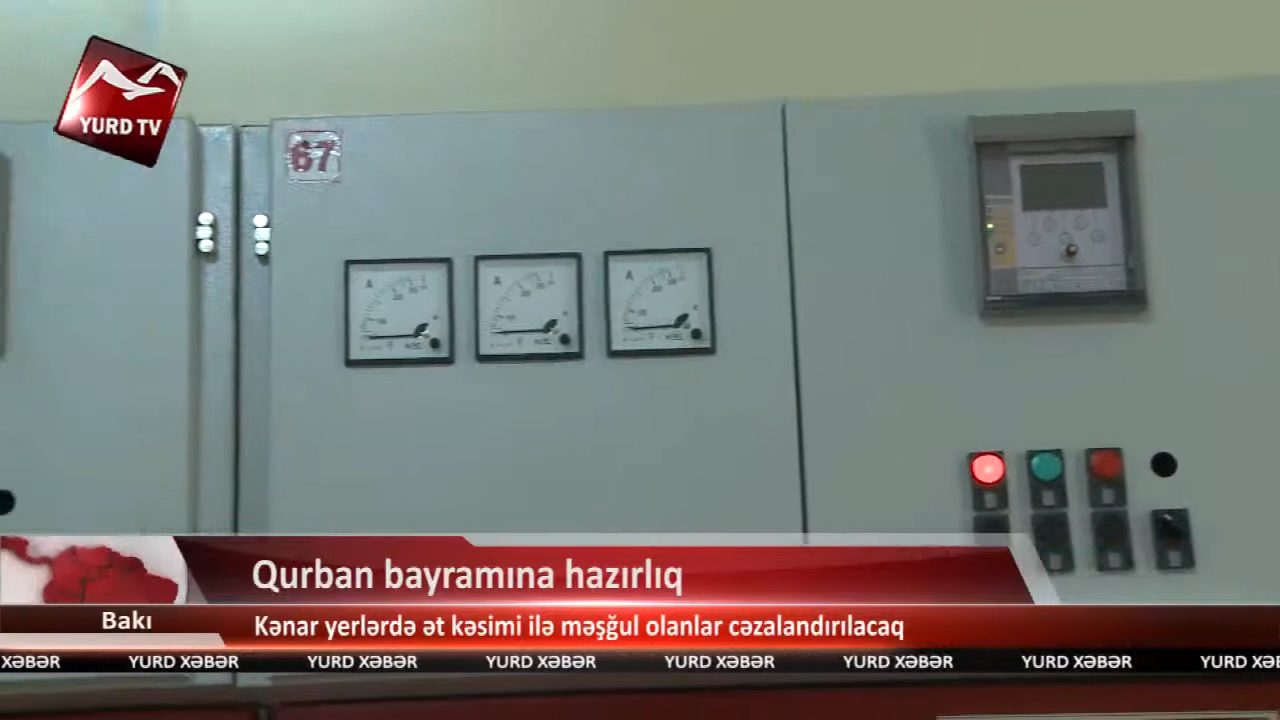 YURD TV
67
A
A
A
Qurban bayramına hazırlıq
Bakı
Kənar yerlərdə ət kəsimi ilə məşğul olanlar cəzalandırılacaq
XƏBƏR YURD XƏBƏR YURD XƏBƏR YURD XƏBƏR YURD XƏBƏR YURD XƏBƏR YURD XƏBƏR YURD